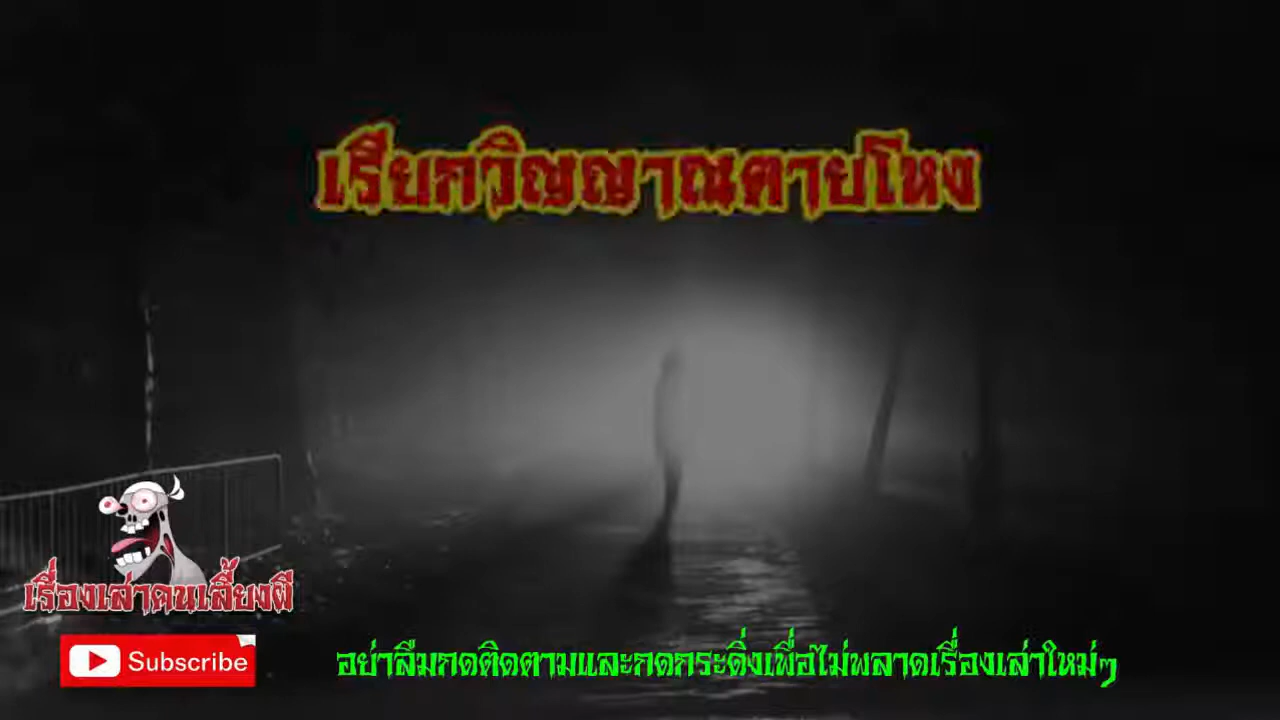 เรียกวิญญาณตายโหง
เรื่องเล่าคนเลี้ยงผี
Subscribe
อย่าลืมกดติดตามและกดกระดิ่งเพื่อไม่พลาดเรื่องเล่าใหม่ๆ